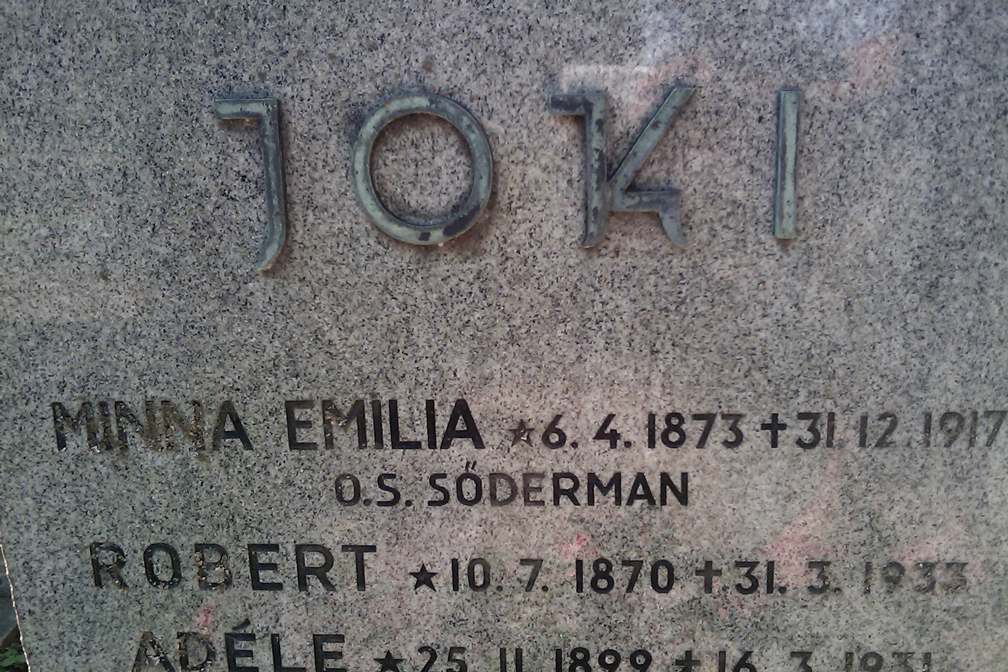 JOKI
MINNA EMILIA ★6. 4. 1873 ✝31. 12. 1917
O.S. SÖDERMAN
ROBERT ★10. 7. 1870 ✝31. 3. 1933
ADÉLE ★25. 11. 1899 ✝16. 3. 1931